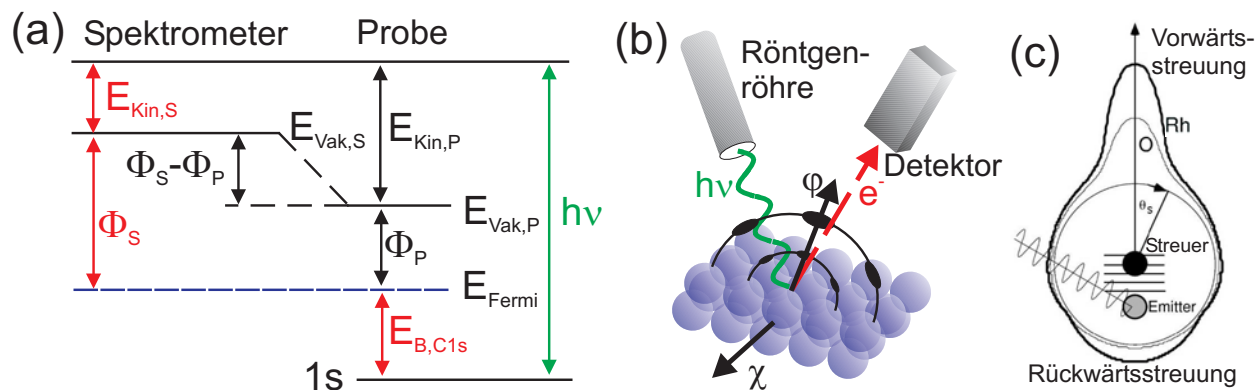 (a)
Spektrometer
Probe
E_Kin,S
E_Vak,S
E_Kin,P
Φ_S-Φ_P
hν
E_Vak,P
Φ_S
Φ_P
E_Fermi
E_B,C1s
1s
(b)
Röntgen-
röhre
Detektor
hν
φ
e⁻
χ
(c)
Vorwärts-
streuung
Rh
O
θ_s
Streuer
Emitter
Rückwärtsstreuung